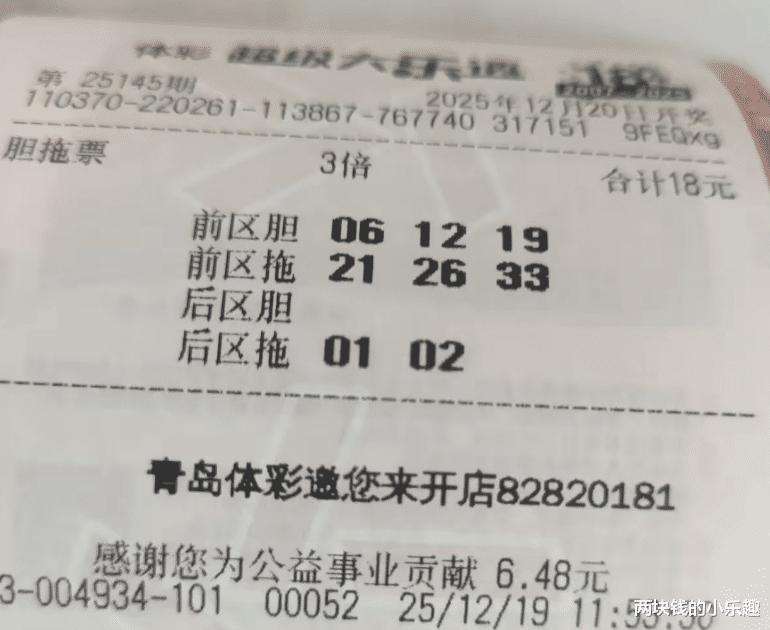 体彩 超级大乐透
第 25145期
2025年12月20日开奖
110370-220261-113867-767740 317151 9FEQxg
胆拖票 3倍 合计18元
前区胆 06 12 19
前区拖 21 26 33
后区胆
后区拖 01 02
青岛体彩邀您来开店82820181
感谢您为公益事业贡献 6.48元
3-004934-101 00052 25/12/19
两块钱的小乐趣